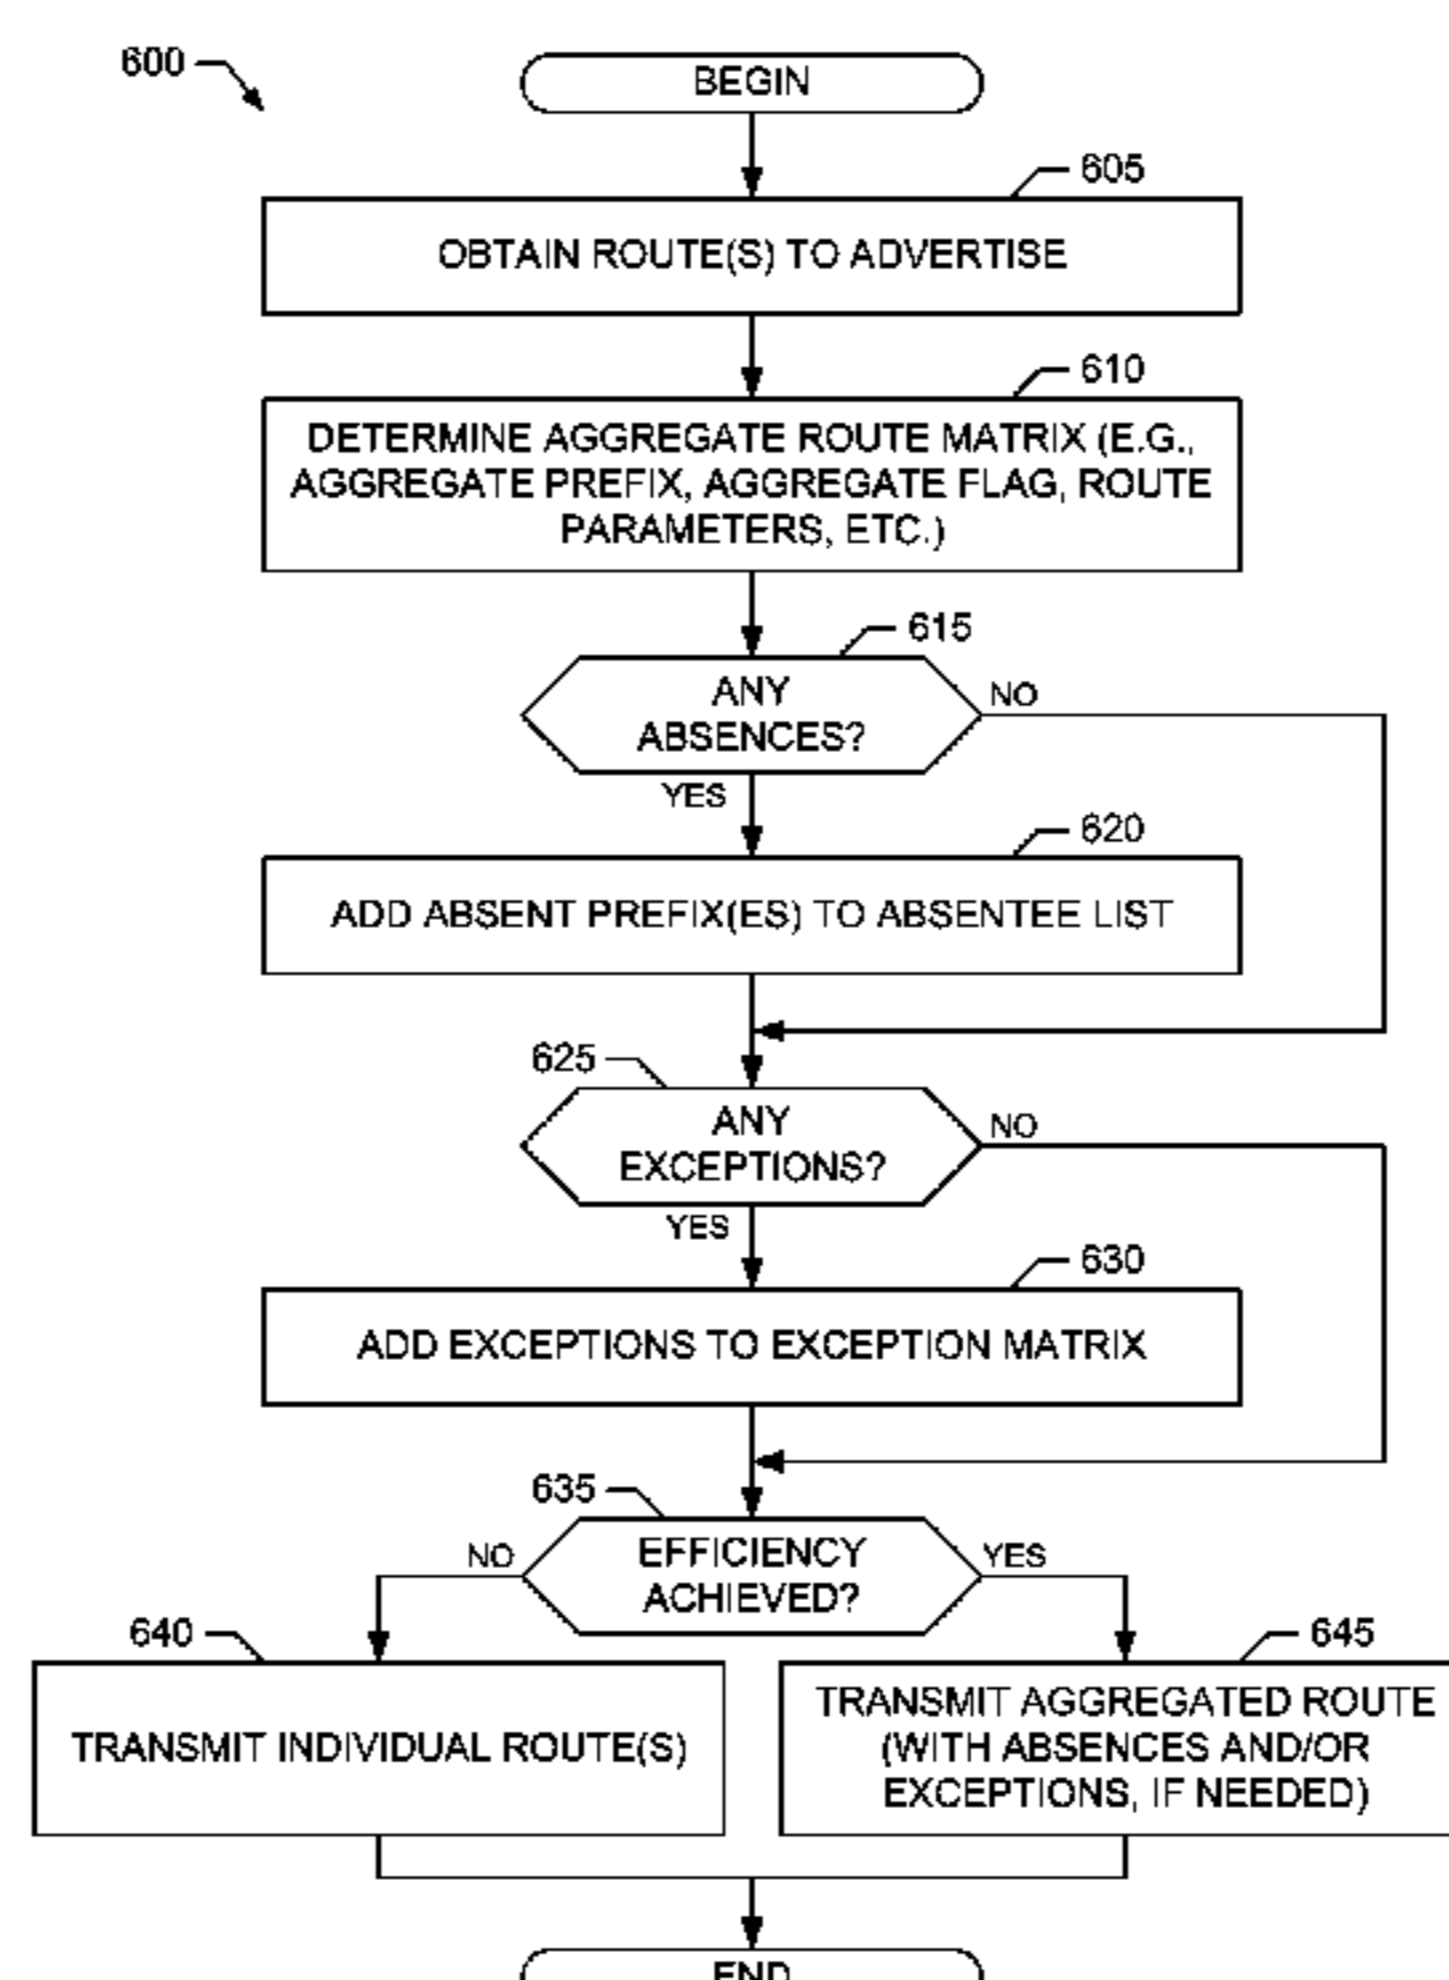 600
BEGIN
605
OBTAIN ROUTE(S) TO ADVERTISE
610
DETERMINE AGGREGATE ROUTE MATRIX (E.G.,
AGGREGATE PREFIX, AGGREGATE FLAG, ROUTE
PARAMETERS, ETC.)
615
ANY
ABSENCES?
NO
YES
620
ADD ABSENT PREFIX(ES) TO ABSENTEE LIST
625
ANY
EXCEPTIONS?
NO
YES
630
ADD EXCEPTIONS TO EXCEPTION MATRIX
635
EFFICIENCY
ACHIEVED?
NO
YES
640
TRANSMIT INDIVIDUAL ROUTE(S)
645
TRANSMIT AGGREGATED ROUTE
(WITH ABSENCES AND/OR
EXCEPTIONS, IF NEEDED)
END